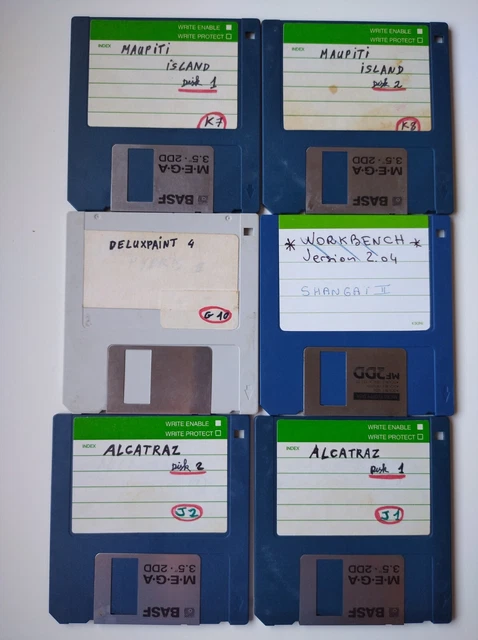 WRITE ENABLE
WRITE PROTECT
INDEX
MAUPITI
iSLAND
Disk 1
K7
M·E·G·A
3.5"·2DD
BASF
WRITE ENABLE
WRITE PROTECT
INDEX
MAUPITI
iSLAND
Disk 2
K8
M·E·G·A
3.5"·2DD
BASF
DELUXPAINT 4
G10
* WORKBENCH *
Version 2.04
SHANGAi II
MF2DD
WRITE ENABLE
WRITE PROTECT
INDEX
ALCATRAZ
Disk 2
J2
M·E·G·A
3.5"·2DD
BASF
WRITE ENABLE
WRITE PROTECT
INDEX
ALCATRAZ
Disk 1
J1
M·E·G·A
3.5"·2DD
BASF